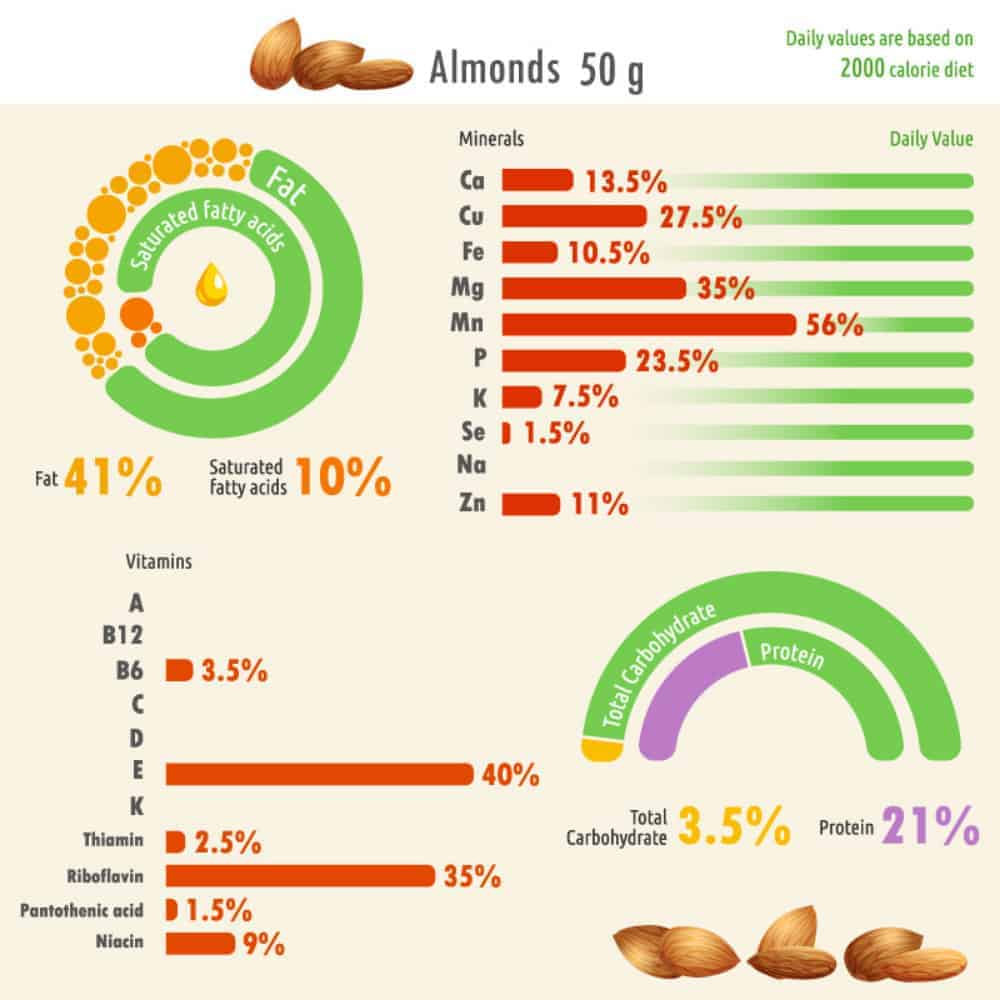 Almonds 50 g
Daily values are based on
2000 calorie diet
Fat
Saturated fatty acids
Fat 41%
Saturated
fatty acids 10%
Minerals Daily Value
Ca 13.5%
Cu 27.5%
Fe 10.5%
Mg 35%
Mn 56%
P 23.5%
K 7.5%
Se 1.5%
Na
Zn 11%
Vitamins
A
B12
B6 3.5%
C
D
E 40%
K
Thiamin 2.5%
Riboflavin 35%
Pantothenic acid 1.5%
Niacin 9%
Total Carbohydrate
Protein
Total
Carbohydrate 3.5%
Protein 21%